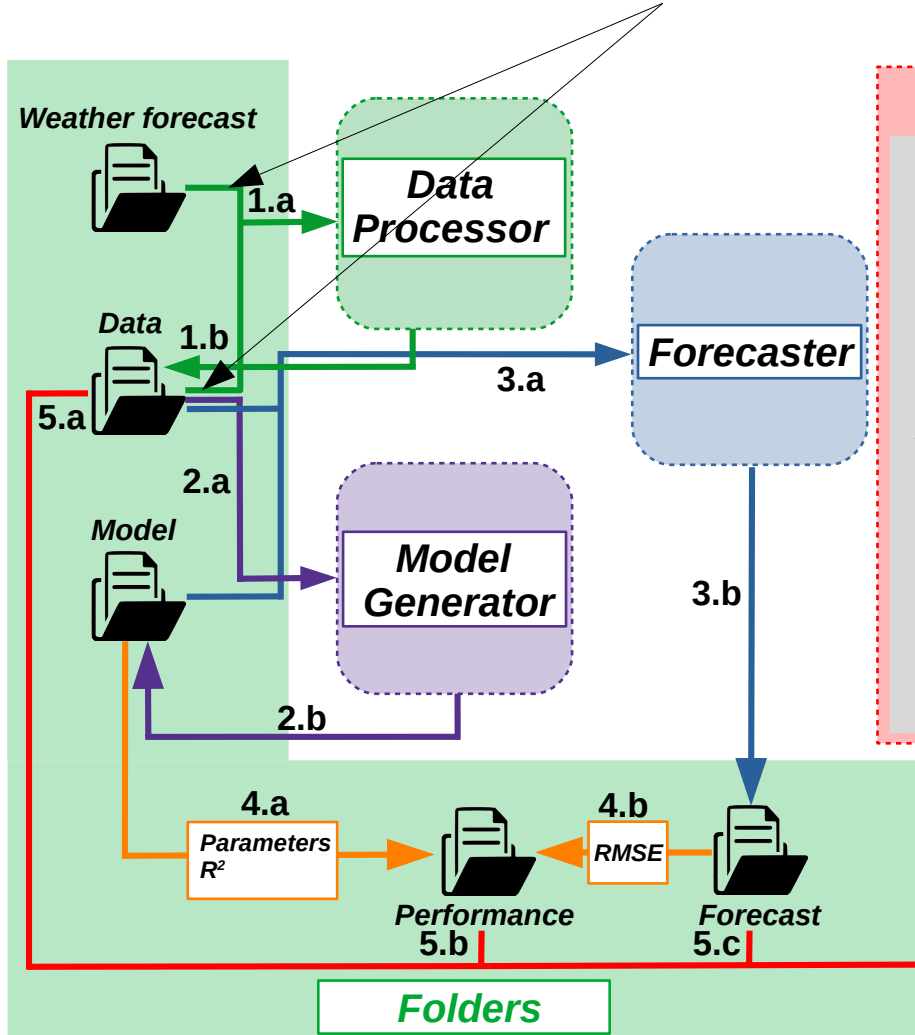 Weather forecast
1.a
Data
Processor
Data
1.b
Forecaster
3.a
5.a
2.a
Model
Model
Generator
3.b
2.b
4.a
4.b
Parameters
R²
RMSE
Performance
Forecast
5.b
5.c
Folders